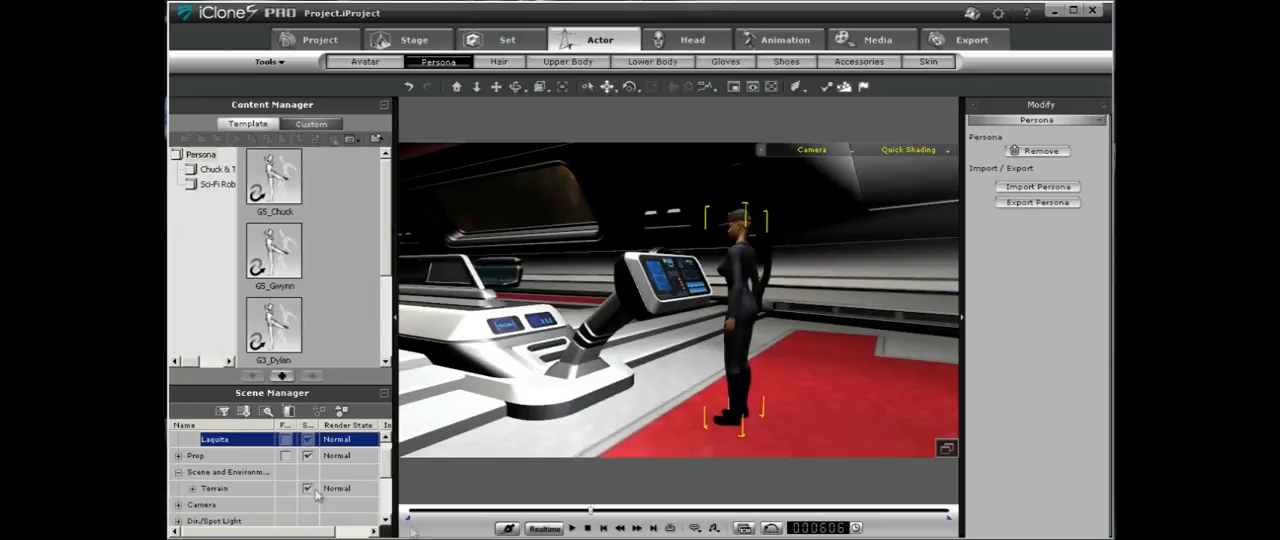 iClone5 PRO Project.iProject
Project Stage Set Actor Head Animation Media Export
Tools Avatar Persona Hair Upper Body Lower Body Gloves Shoes Accessories Skin
Content Manager
Template Custom
Persona
Chuck & T
Sci-Fi Rob
G5_Chuck
G5_Gwynn
G3_Dylan
Scene Manager
Name F... S... Render State In
Laquita Normal
Prop Normal
Scene and Environm...
Terrain Normal
Camera
Dir./Spot Light
Camera Quick Shading
Realtime 000606
Modify
Persona
Persona
Remove
Import / Export
Import Persona
Export Persona